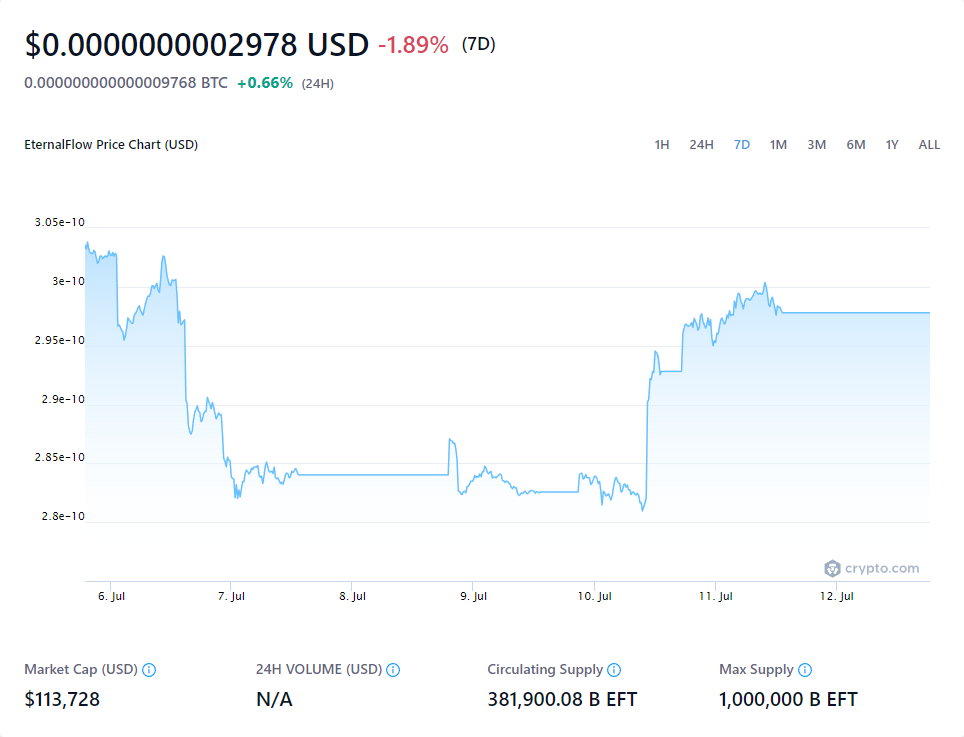 $0.0000000002978 USD -1.89% (7D)
0.000000000000009768 BTC +0.66% (24H)
EternalFlow Price Chart (USD) 1H 24H 7D 1M 3M 6M 1Y ALL
3.05e-10
3e-10
2.95e-10
2.9e-10
2.85e-10
2.8e-10
crypto.com
6. Jul 7. Jul 8. Jul 9. Jul 10. Jul 11. Jul 12. Jul
Market Cap (USD) 24H VOLUME (USD) Circulating Supply Max Supply
$113,728 N/A 381,900.08 B EFT 1,000,000 B EFT